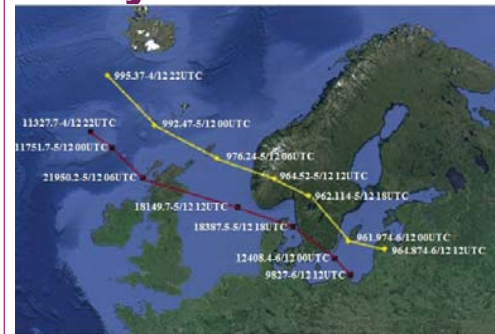 995.37-4/12 22UTC
11327.7-4/12 22UTC
992.47-5/12 00UTC
11751.7-5/12 00UTC
976.24-5/12 06UTC
21950.2-5/12 06UTC
964.52-5/12 12UTC
962.114-5/12 18UTC
18149.7-5/12 12UTC
18387.5-5/12 18UTC
961.974-6/12 00UTC
964.874-6/12 12UTC
12408.4-6/12 00UTC
9827-6/12 12UTC